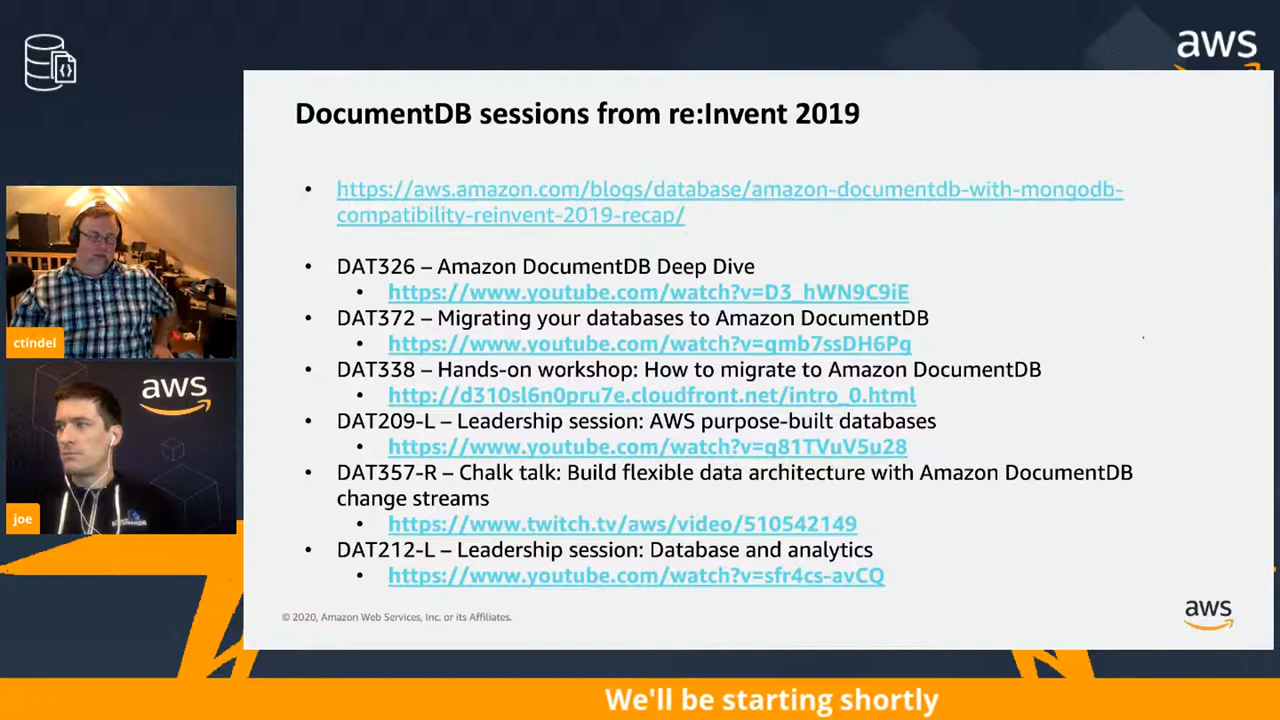 aws
DocumentDB sessions from re:Invent 2019
• https://aws.amazon.com/blogs/database/amazon-documentdb-with-mongodb-
compatibility-reinvent-2019-recap/
• DAT326 – Amazon DocumentDB Deep Dive
• https://www.youtube.com/watch?v=D3_hWN9C9iE
• DAT372 – Migrating your databases to Amazon DocumentDB
• https://www.youtube.com/watch?v=qmb7ssDH6Pq
• DAT338 – Hands-on workshop: How to migrate to Amazon DocumentDB
• http://d310sl6n0pru7e.cloudfront.net/intro_0.html
• DAT209-L – Leadership session: AWS purpose-built databases
• https://www.youtube.com/watch?v=q81TVuV5u28
• DAT357-R – Chalk talk: Build flexible data architecture with Amazon DocumentDB
change streams
• https://www.twitch.tv/aws/video/510542149
• DAT212-L – Leadership session: Database and analytics
• https://www.youtube.com/watch?v=sfr4cs-avCQ
© 2020, Amazon Web Services, Inc. or its Affiliates.
aws
ctindel
aws
joe
We'll be starting shortly